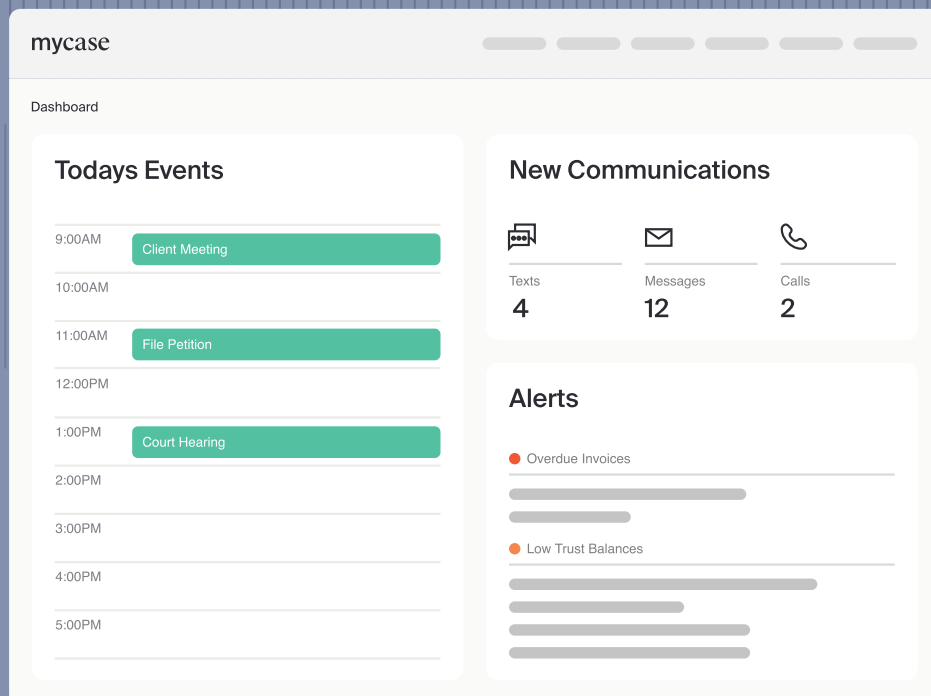 mycase
Dashboard
Todays Events
9:00AM
Client Meeting
10:00AM
11:00AM
File Petition
12:00PM
1:00PM
Court Hearing
2:00PM
3:00PM
4:00PM
5:00PM
New Communications
Texts
4
Messages
12
Calls
2
Alerts
Overdue Invoices
Low Trust Balances